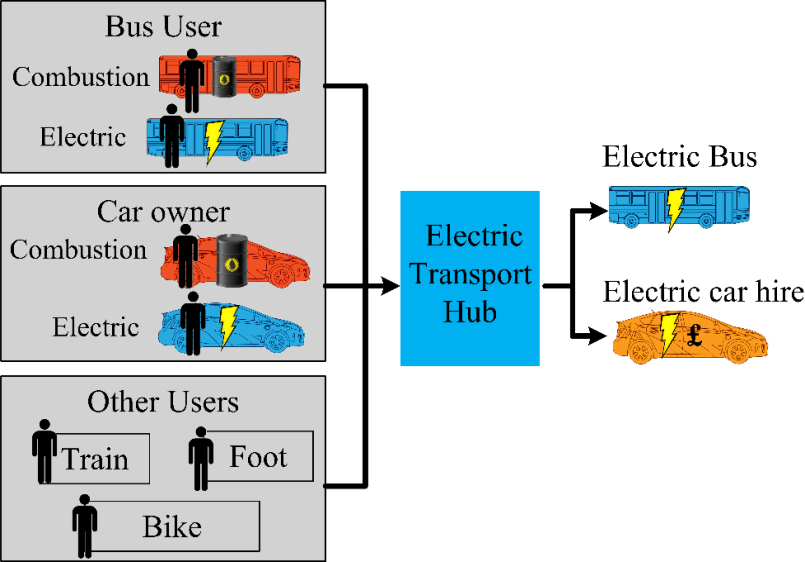 Bus User
Combustion
Electric
Car owner
Combustion
Electric
Other Users
Train
Foot
Bike
Electric
Transport
Hub
Electric Bus
Electric car hire
£